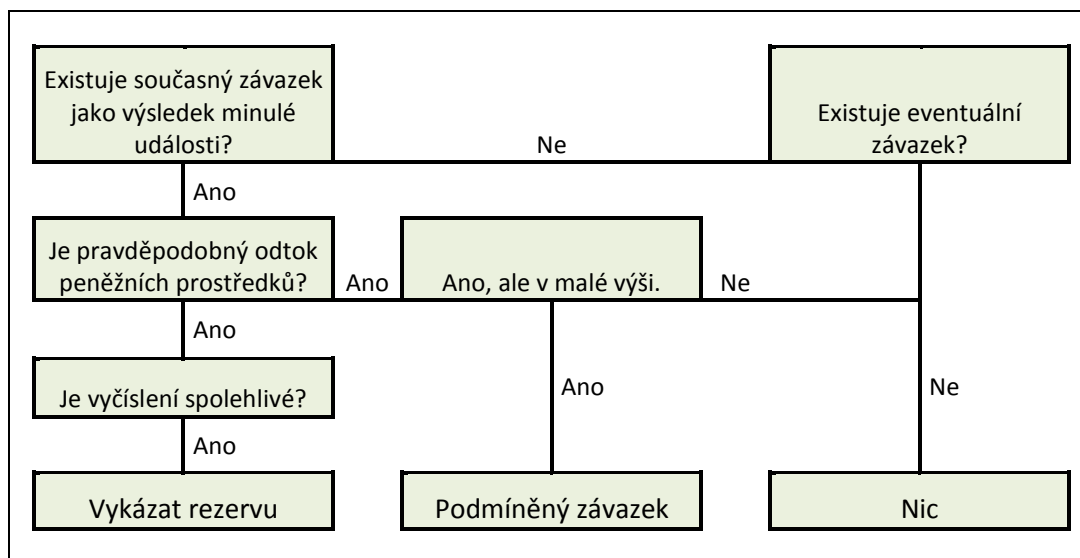 Existuje současný závazek
jako výsledek minulé
události?
Ne
Existuje eventuální
závazek?
Ano
Je pravděpodobný odtok
peněžních prostředků?
Ano
Ano, ale v malé výši.
Ne
Ano
Je vyčíslení spolehlivé?
Ano
Ne
Ano
Vykázat rezervu
Podmíněný závazek
Nic